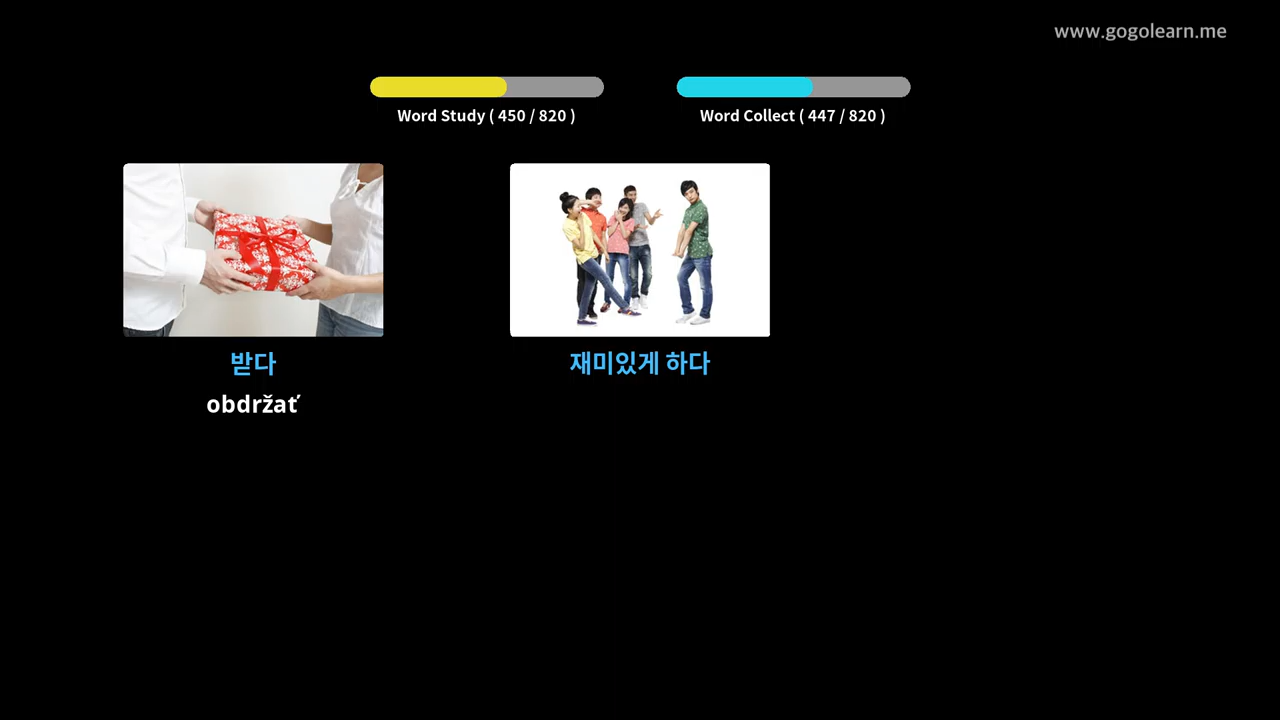 www.gogolearn.me
Word Study ( 450 / 820 )
Word Collect ( 447 / 820 )
받다
재미있게 하다
obdržať